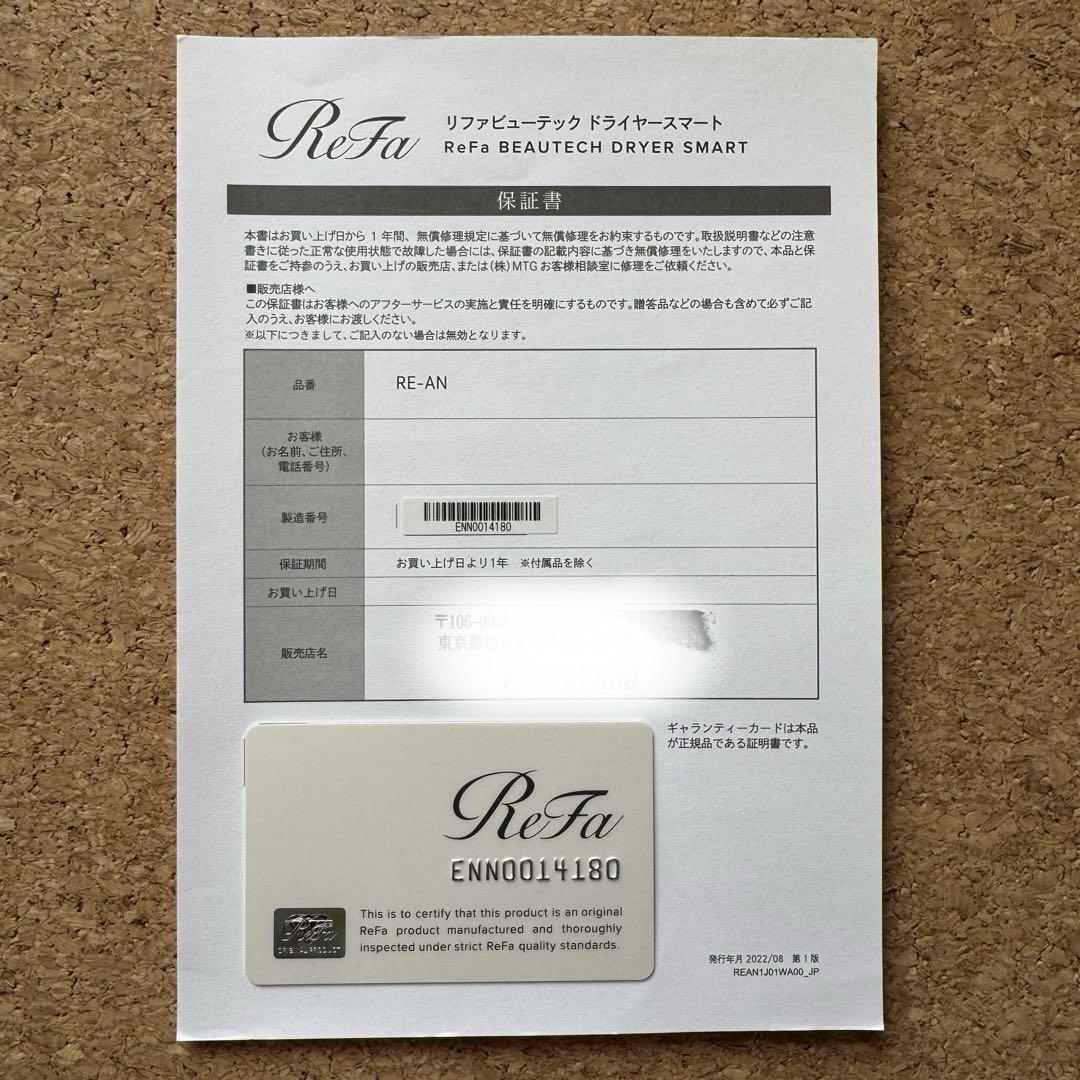 ReFa
リファビューテック ドライヤースマート
ReFa BEAUTECH DRYER SMART
保証書
本書はお買い上げ日から 1 年間、無償修理規定に基づいて無償修理をお約束するものです。取扱説明書などの注意
書きに従った正常な使用状態で故障した場合には、保証書の記載内容に基づき無償修理をいたしますので、本品と保
証書をご持参のうえ、お買い上げの販売店、または(株)MTG お客様相談室に修理をご依頼ください。
■販売店様へ
この保証書はお客様へのアフターサービスの実施と責任を明確にするものです。贈答品などの場合も含めて必ずご記
入のうえ、お客様にお渡しください。
※以下につきまして、ご記入のない場合は無効となります。
品番
RE-AN
お客様
(お名前、ご住所、
電話番号)
製造番号
ENN0014180
保証期間
お買い上げ日より1年 ※付属品を除く
お買い上げ日
販売店名
〒106-00
東京都
AZABU
ギャランティーカードは本品
が正規品である証明書です。
ReFa
ENN0014180
ReFa
ORIGINAL PRODUCT
This is to certify that this product is an original
ReFa product manufactured and thoroughly
inspected under strict ReFa quality standards.
発行年月 2022/08 第 1 版
REAN1J01WA00_JP